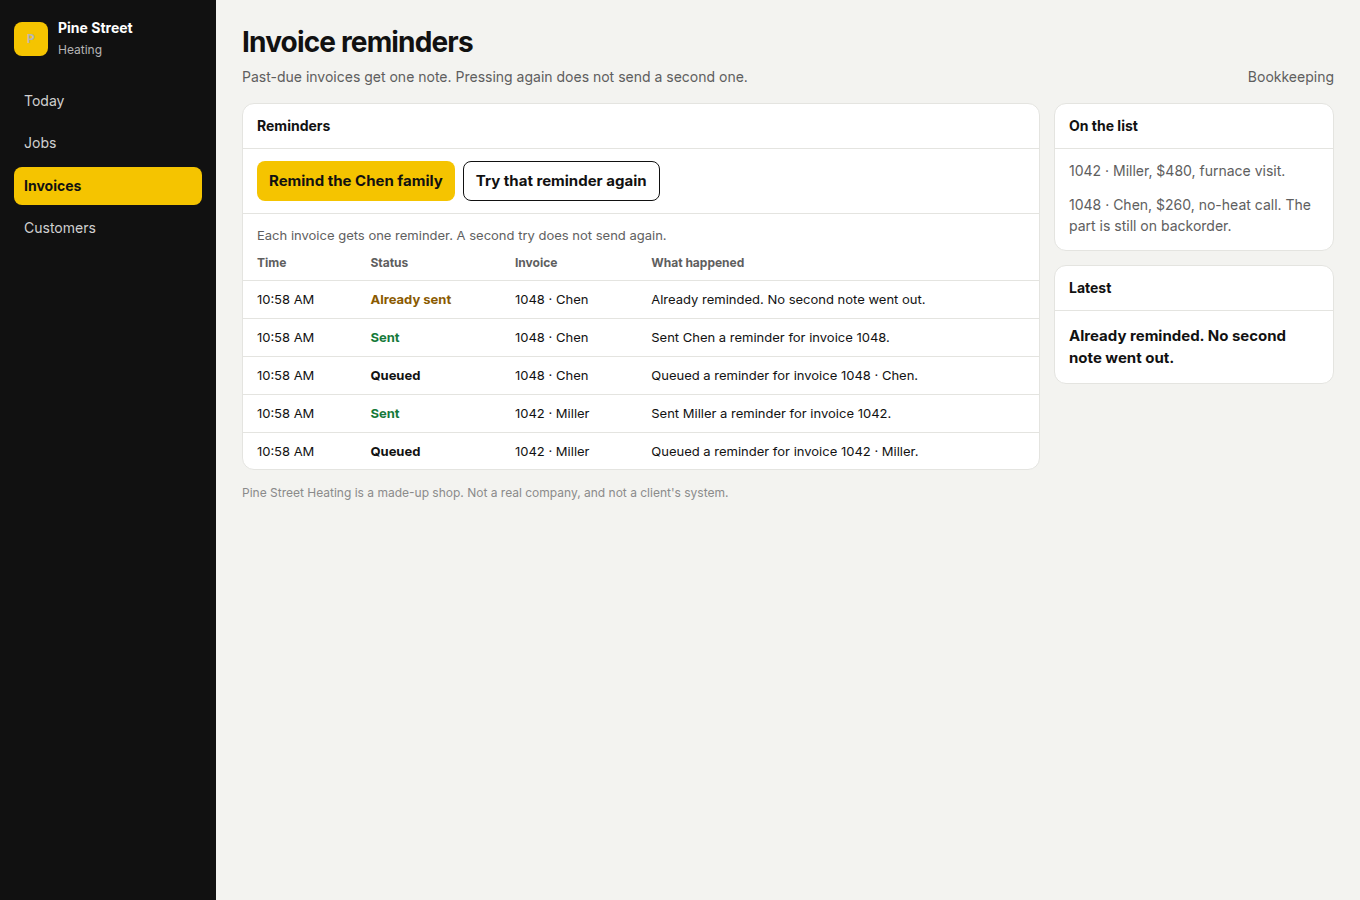 P
Pine Street
Heating
Today
Jobs
Invoices
Customers
Invoice reminders
Past-due invoices get one note. Pressing again does not send a second one.
Bookkeeping
Reminders
Remind the Chen family
Try that reminder again
Each invoice gets one reminder. A second try does not send again.
Time Status Invoice What happened
10:58 AM Already sent 1048 · Chen Already reminded. No second note went out.
10:58 AM Sent 1048 · Chen Sent Chen a reminder for invoice 1048.
10:58 AM Queued 1048 · Chen Queued a reminder for invoice 1048 · Chen.
10:58 AM Sent 1042 · Miller Sent Miller a reminder for invoice 1042.
10:58 AM Queued 1042 · Miller Queued a reminder for invoice 1042 · Miller.
On the list
1042 · Miller, $480, furnace visit.
1048 · Chen, $260, no-heat call. The
part is still on backorder.
Latest
Already reminded. No second
note went out.
Pine Street Heating is a made-up shop. Not a real company, and not a client's system.